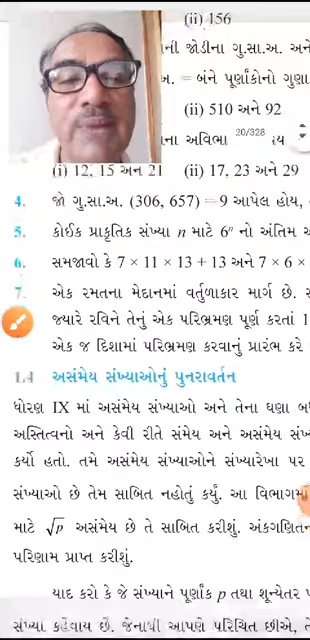 (ii) 156
ની જોડીના ગુ.સા.અ. અને
અ. = બંને પૂર્ણાંકોનો ગુણા
(ii) 510 અને 92
ના અવિભા
20/328
(i) 12, 15 અને 21 (ii) 17, 23 અને 29
4. જો ગુ.સા.અ. (306, 657) = 9 આપેલ હોય,
5. કોઈક પ્રાકૃતિક સંખ્યા n માટે 6ⁿ નો અંતિમ
6. સમજાવો કે 7 × 11 × 13 + 13 અને 7 × 6 ×
7. એક રમતના મેદાનમાં વર્તુળાકાર માર્ગ છે.
જ્યારે રવિને તેનું એક પરિભ્રમણ પૂર્ણ કરતાં 1
એક જ દિશામાં પરિભ્રમણ કરવાનું પ્રારંભ કરે
1.4 અસંમેય સંખ્યાઓનું પુનરાવર્તન
ધોરણ IX માં અસંમેય સંખ્યાઓ અને તેના ઘણા
અસ્તિત્વનો અને કેવી રીતે સંમેય અને અસંમેય
કર્યો હતો. તમે અસંમેય સંખ્યાઓને સંખ્યારેખા પર
સંખ્યાઓ છે તેમ સાબિત નહોતું કર્યું. આ વિભાગમાં
માટે √p અસંમેય છે તે સાબિત કરીશું. અંકગણિત
પરિણામ પ્રાપ્ત કરીશું.
યાદ કરો કે જે સંખ્યાને પૂર્ણાંક p તથા શૂન્યેતર
સંખ્યા કહેવાય છે. જેનાથી આપણે પરિચિત છીએ,